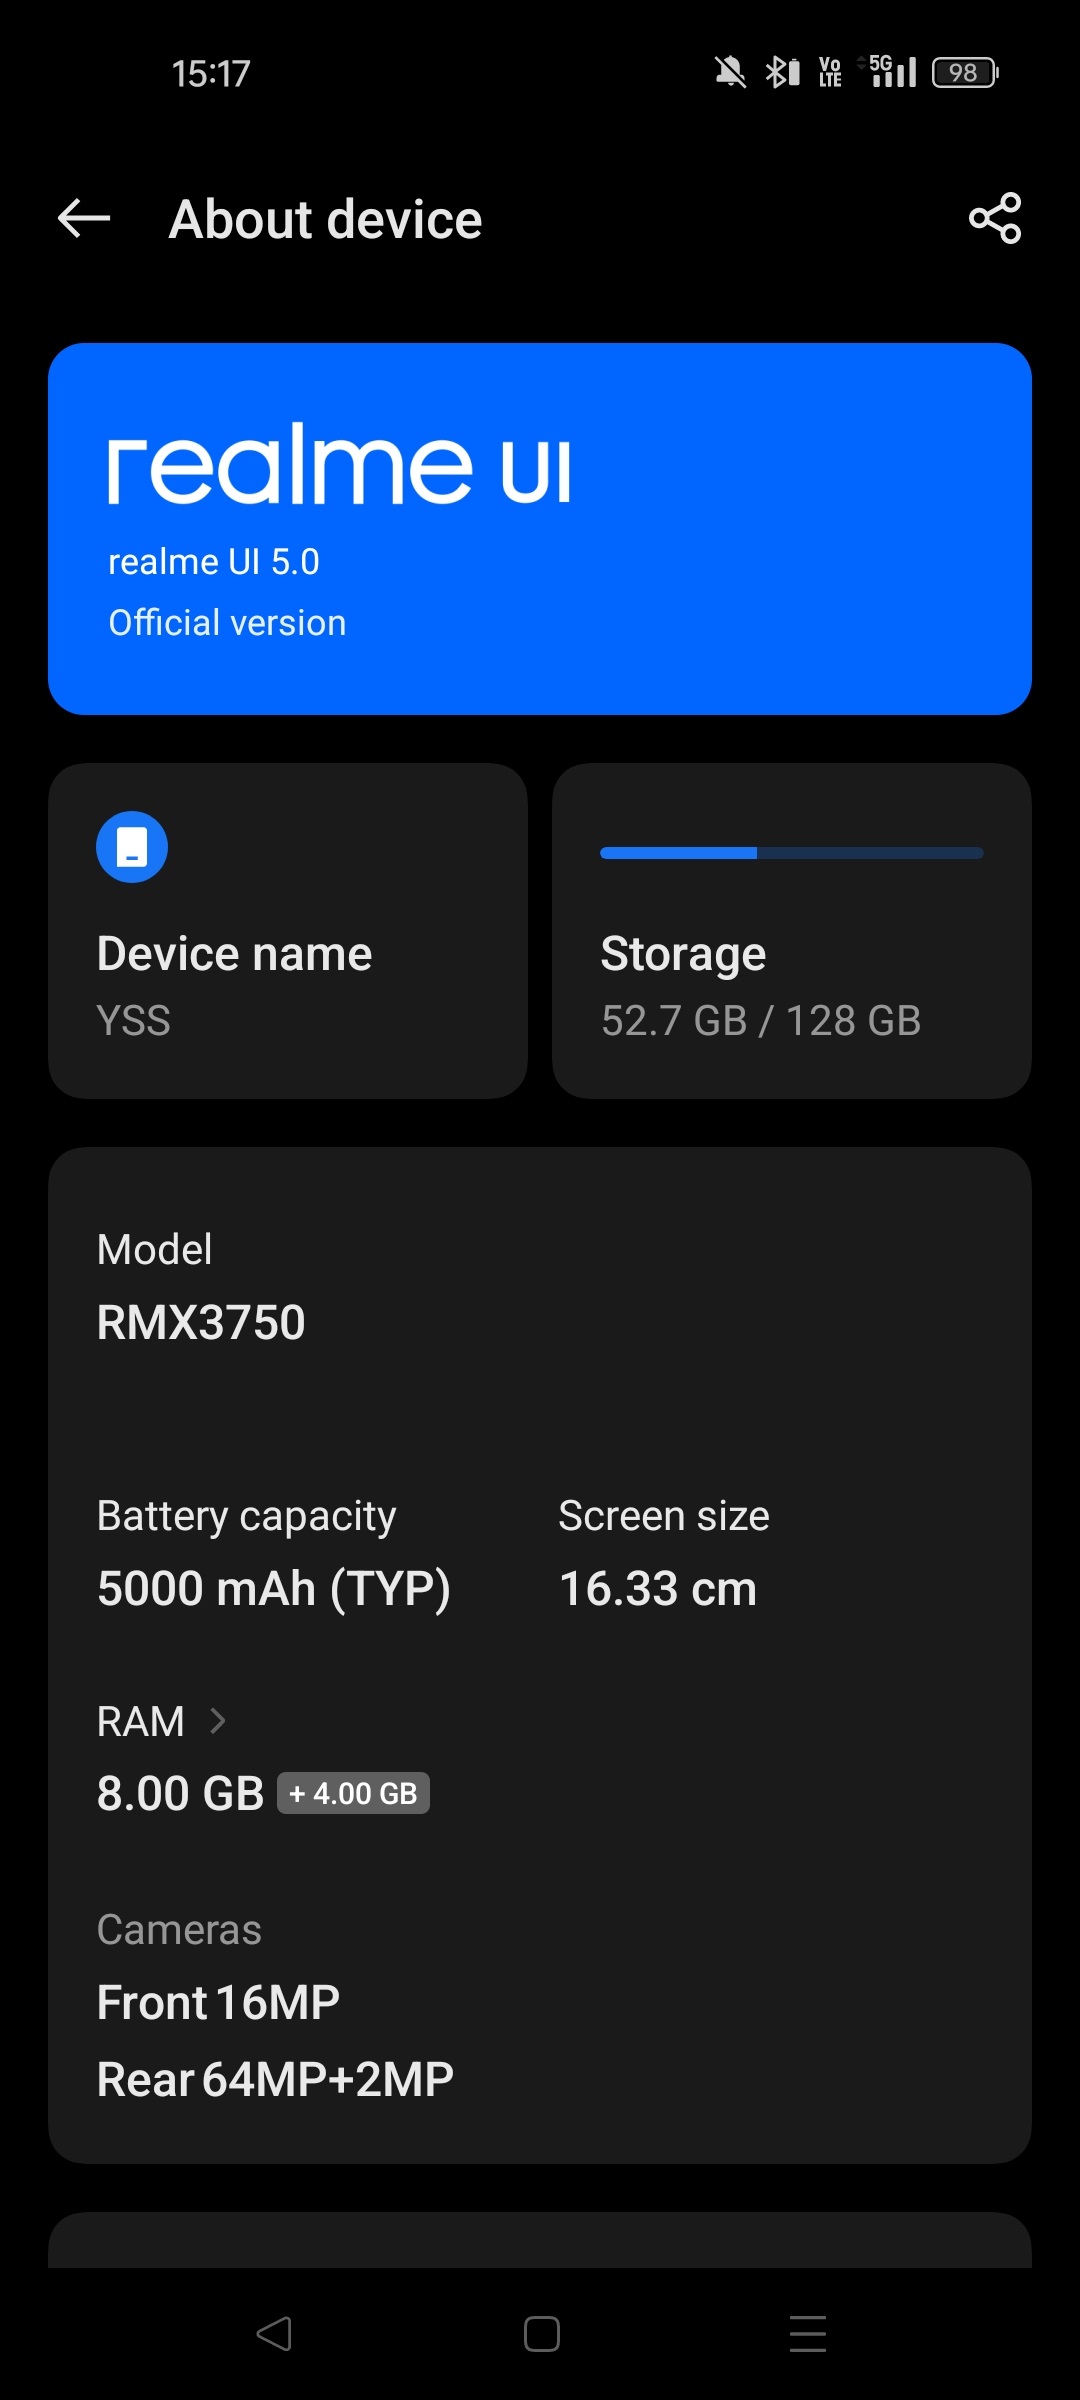 15:17
Vo LTE 5G 98
About device
realme UI
realme UI 5.0
Official version
Device name
YSS
Storage
52.7 GB / 128 GB
Model
RMX3750
Battery capacity
5000 mAh (TYP)
Screen size
16.33 cm
RAM
8.00 GB + 4.00 GB
Cameras
Front 16MP
Rear 64MP+2MP